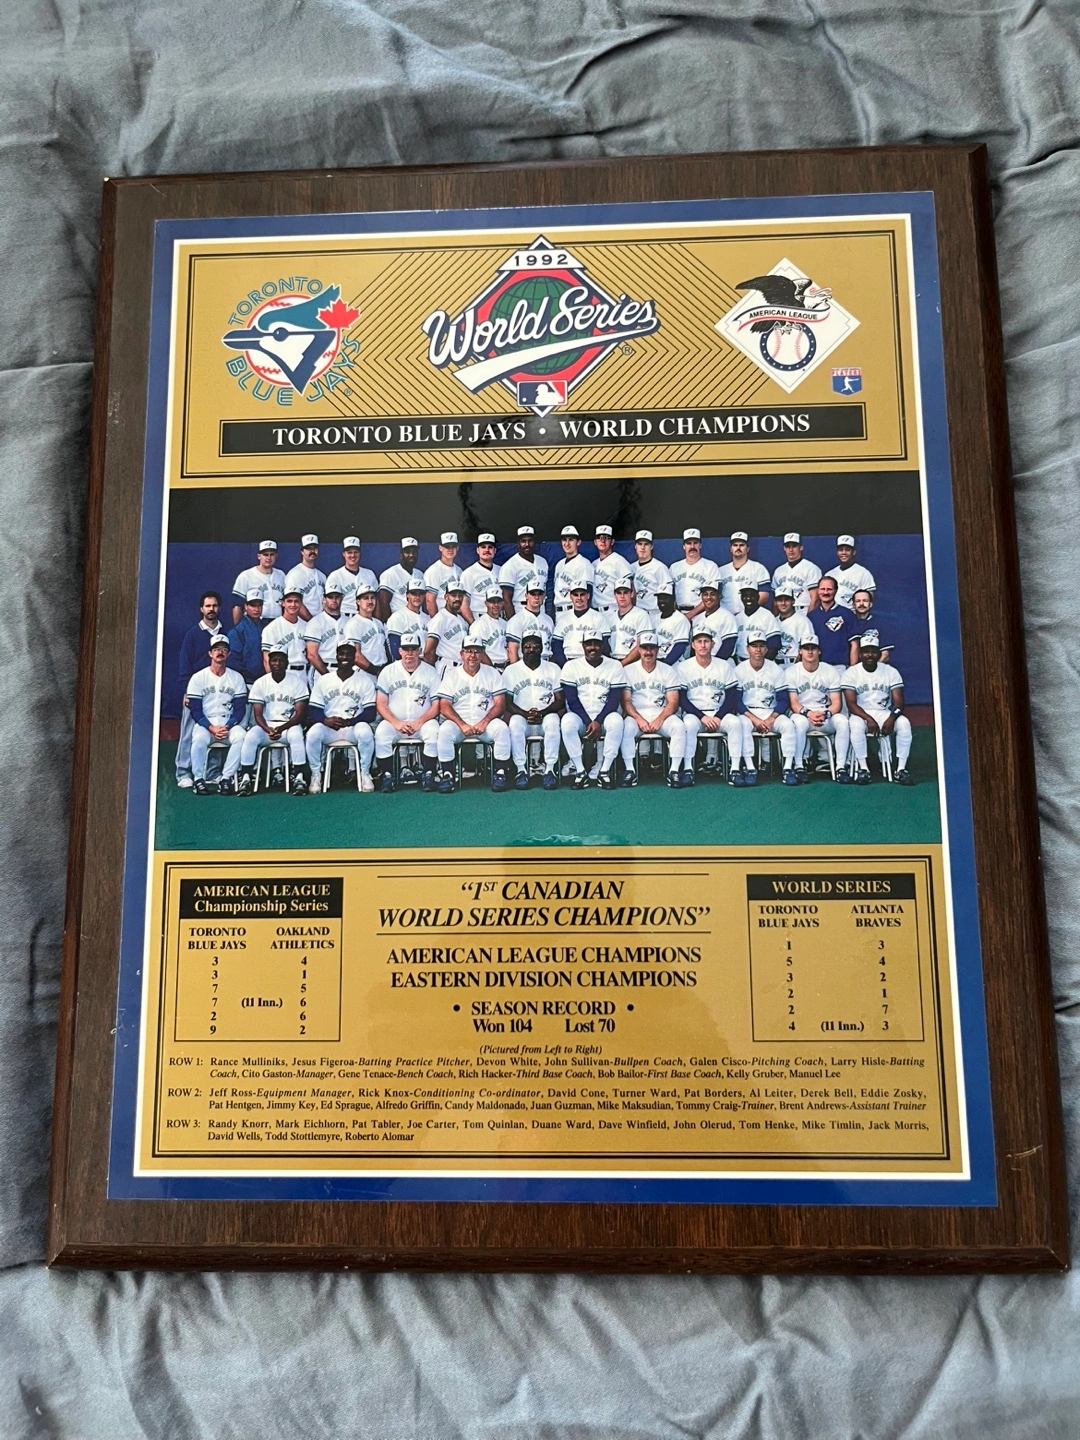 1992
World Series
®
TORONTO
BLUE JAYS
AMERICAN LEAGUE
PLAYERS
TORONTO BLUE JAYS • WORLD CHAMPIONS
AMERICAN LEAGUE
Championship Series
TORONTO BLUE JAYS OAKLAND ATHLETICS
3 4
3 1
7 5
7 (11 Inn.) 6
2 6
9 2
"1ST CANADIAN
WORLD SERIES CHAMPIONS"
AMERICAN LEAGUE CHAMPIONS
EASTERN DIVISION CHAMPIONS
• SEASON RECORD •
Won 104 Lost 70
WORLD SERIES
TORONTO BLUE JAYS ATLANTA BRAVES
1 3
5 4
3 2
2 1
2 7
4 (11 Inn.) 3
(Pictured from Left to Right)
ROW 1: Rance Mulliniks, Jesus Figeroa-Batting Practice Pitcher, Devon White, John Sullivan-Bullpen Coach, Galen Cisco-Pitching Coach, Larry Hisle-Batting
Coach, Cito Gaston-Manager, Gene Tenace-Bench Coach, Rich Hacker-Third Base Coach, Bob Bailor-First Base Coach, Kelly Gruber, Manuel Lee
ROW 2: Jeff Ross-Equipment Manager, Rick Knox-Conditioning Co-ordinator, David Cone, Turner Ward, Pat Borders, Al Leiter, Derek Bell, Eddie Zosky,
Pat Hentgen, Jimmy Key, Ed Sprague, Alfredo Griffin, Candy Maldonado, Juan Guzman, Mike Maksudian, Tommy Craig-Trainer, Brent Andrews-Assistant Trainer
ROW 3: Randy Knorr, Mark Eichhorn, Pat Tabler, Joe Carter, Tom Quinlan, Duane Ward, Dave Winfield, John Olerud, Tom Henke, Mike Timlin, Jack Morris,
David Wells, Todd Stottlemyre, Roberto Alomar